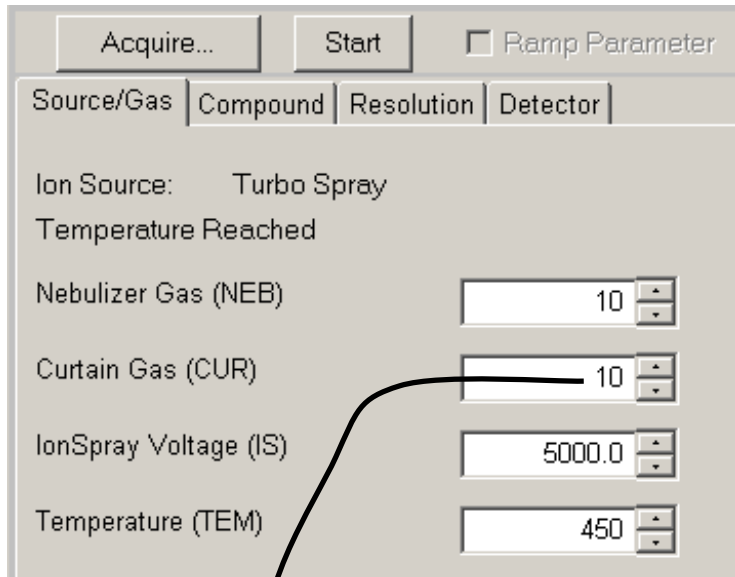 Acquire... Start Ramp Parameter
Source/Gas Compound Resolution Detector
Ion Source: Turbo Spray
Temperature Reached
Nebulizer Gas (NEB) 10
Curtain Gas (CUR) 10
IonSpray Voltage (IS) 5000.0
Temperature (TEM) 450